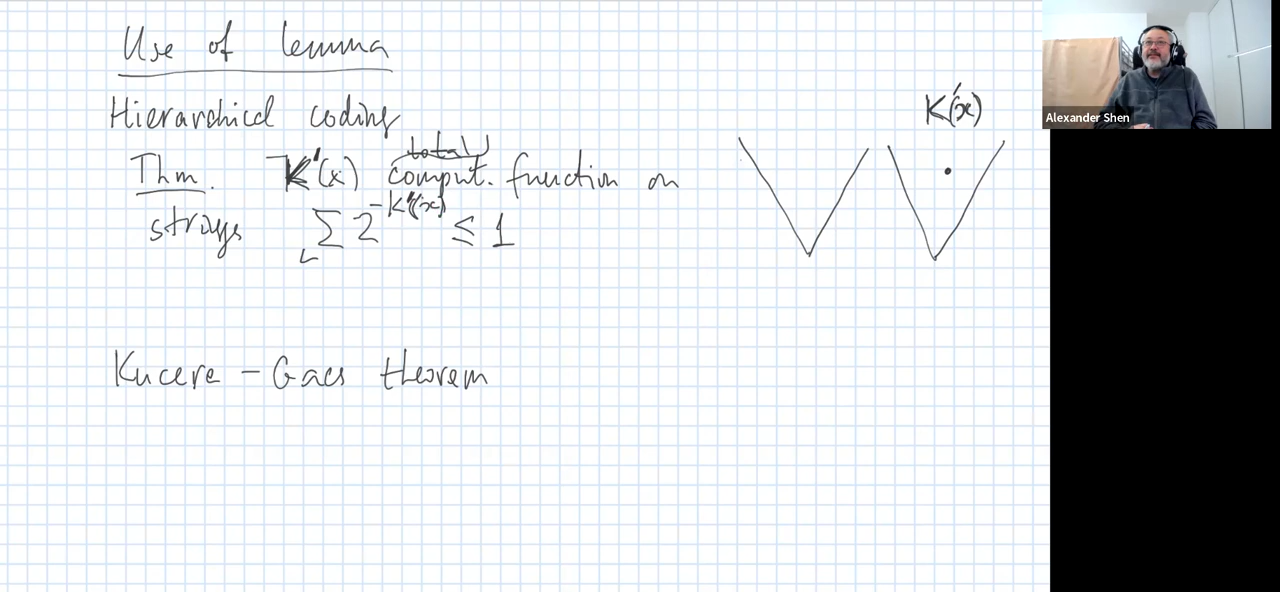 Use of lemma
Hierarchical coding
total
Thm. K'(x) comput. function on
strings ∑ 2^{-K'(x)} ≤ 1
Kucera – Gacs theorem
K'(x)
Alexander Shen